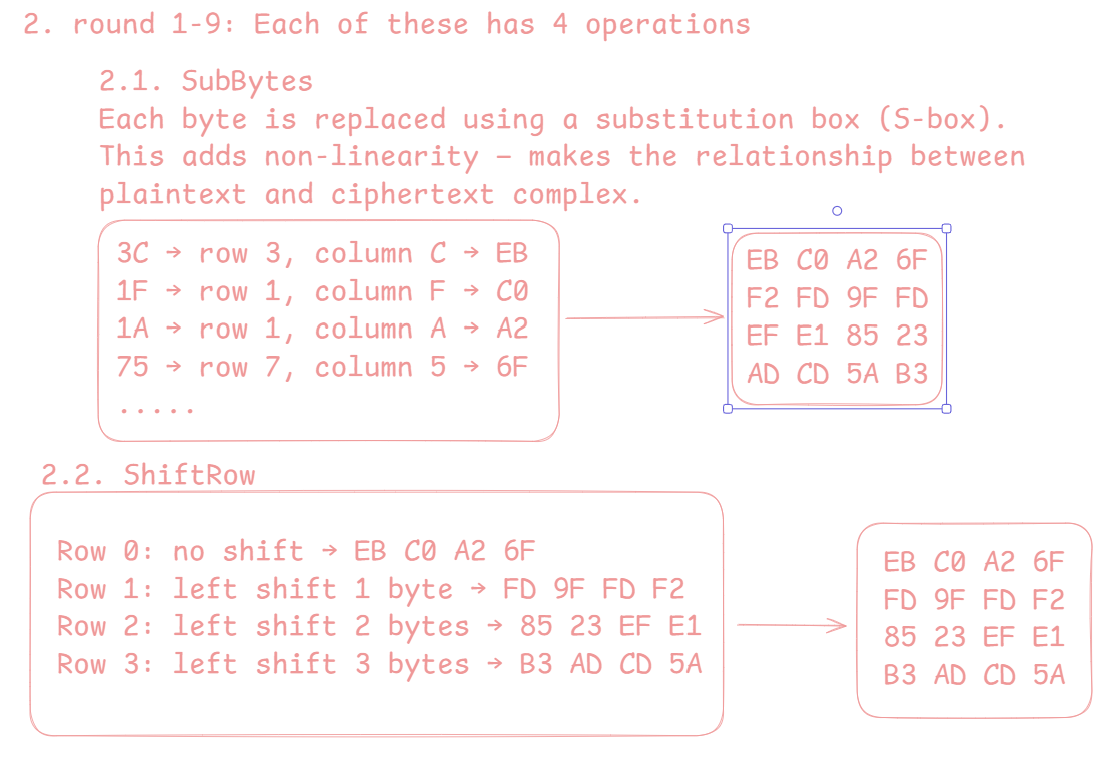 2. round 1-9: Each of these has 4 operations
2.1. SubBytes
Each byte is replaced using a substitution box (S-box).
This adds non-linearity — makes the relationship between
plaintext and ciphertext complex.
3C → row 3, column C → EB
1F → row 1, column F → C0
1A → row 1, column A → A2
75 → row 7, column 5 → 6F
.....
EB C0 A2 6F
F2 FD 9F FD
EF E1 85 23
AD CD 5A B3
2.2. ShiftRow
Row 0: no shift → EB C0 A2 6F
Row 1: left shift 1 byte → FD 9F FD F2
Row 2: left shift 2 bytes → 85 23 EF E1
Row 3: left shift 3 bytes → B3 AD CD 5A
EB C0 A2 6F
FD 9F FD F2
85 23 EF E1
B3 AD CD 5A